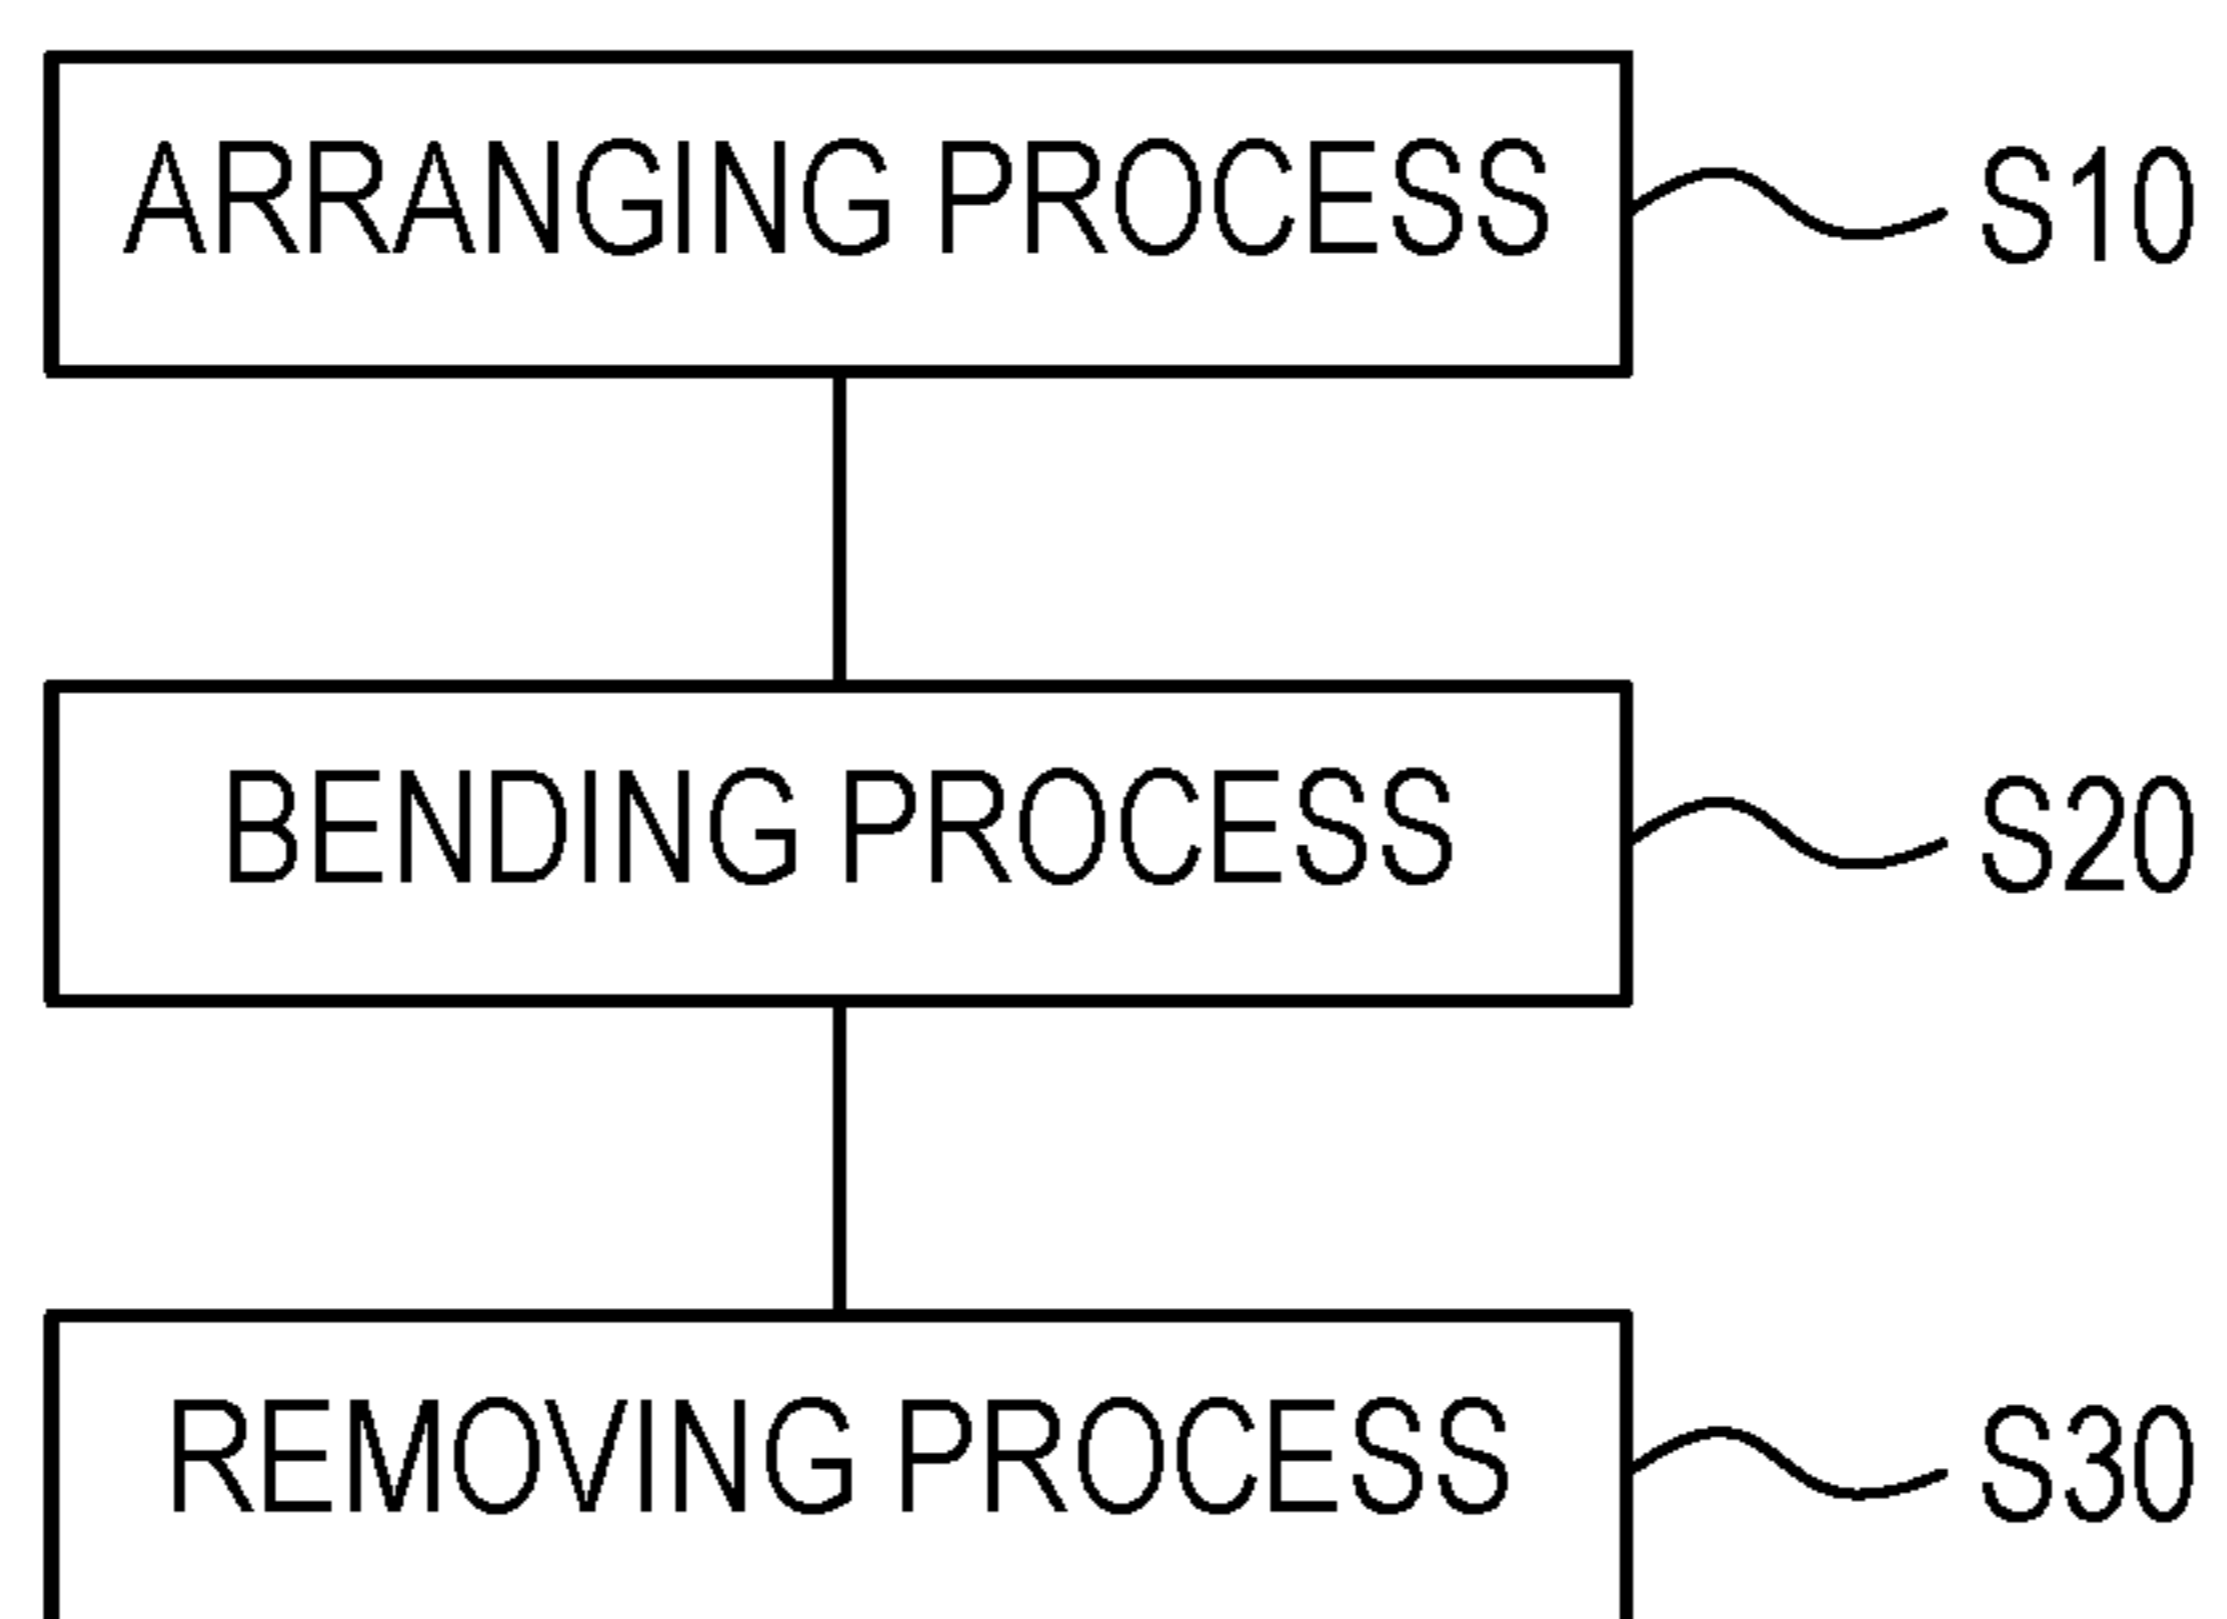 ARRANGING PROCESS S10
BENDING PROCESS S20
REMOVING PROCESS S30